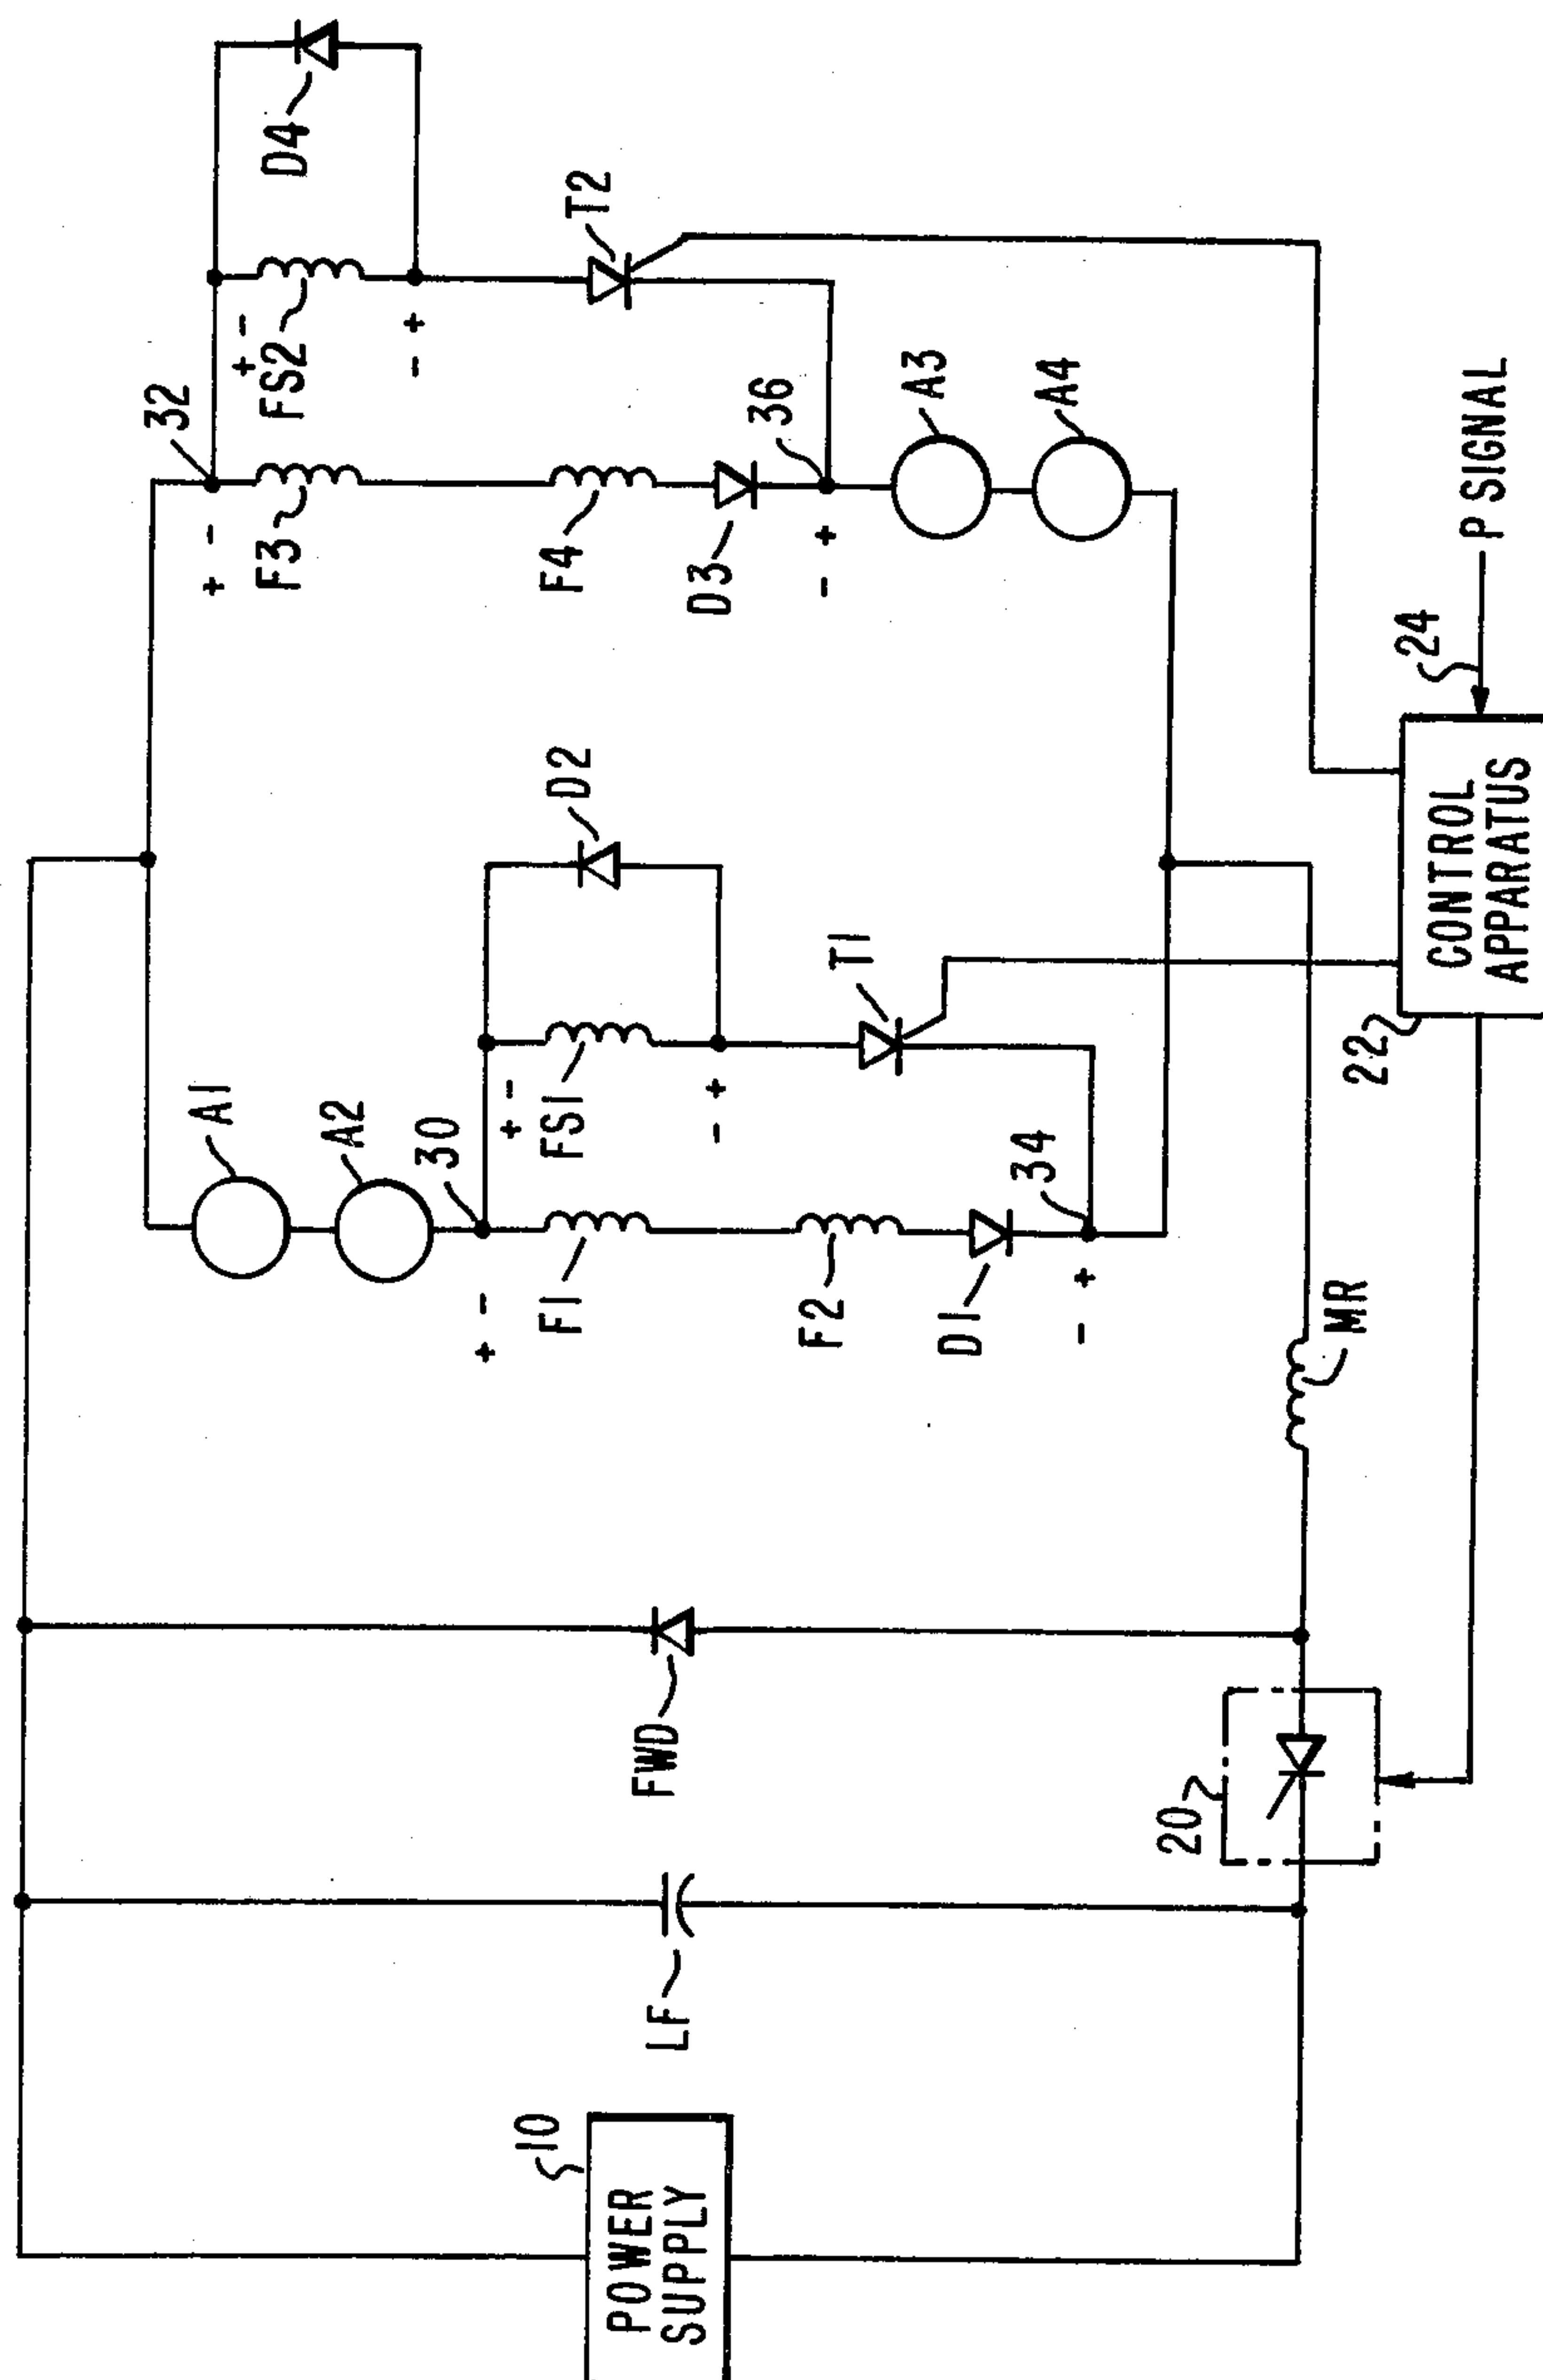 D4
T2
32
+ -
FS2
- +
+ -
F3
F4
D3
36
- +
A3
A4
P SIGNAL
24
D2
T1
A1
A2
30
+ -
FS1
- +
34
22
CONTROL
APPARATUS
+ -
F1
F2
D1
- +
MR
FWD
20
LF
10
POWER
SUPPLY